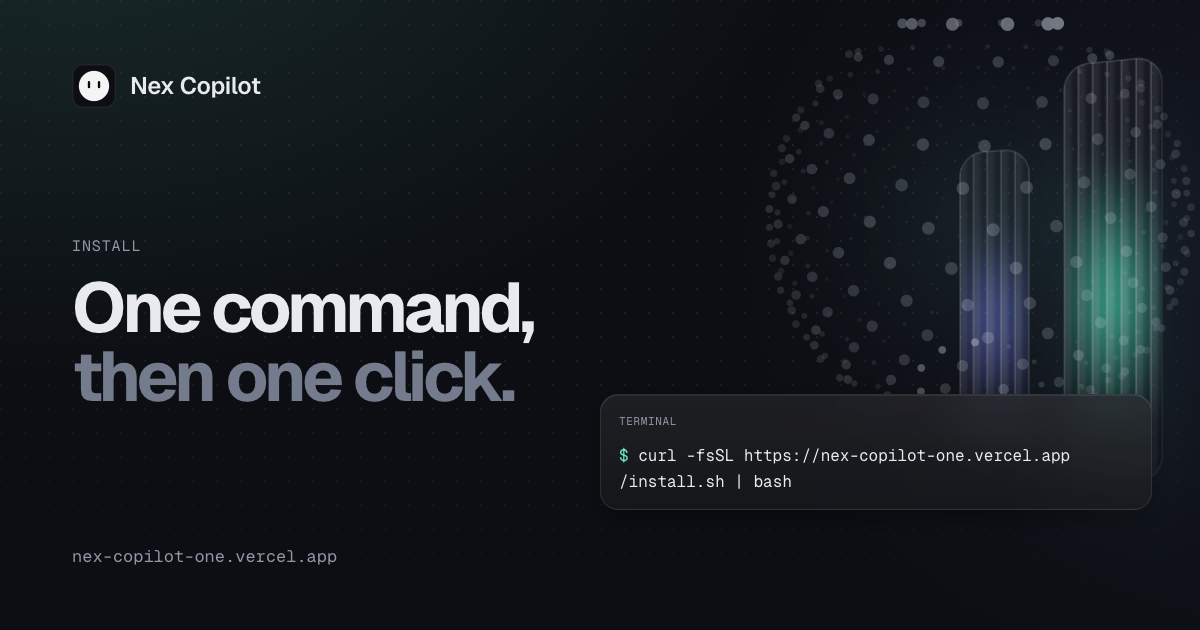 Nex Copilot
INSTALL
One command,
then one click.
TERMINAL
$ curl -fsSL https://nex-copilot-one.vercel.app
/install.sh | bash
nex-copilot-one.vercel.app